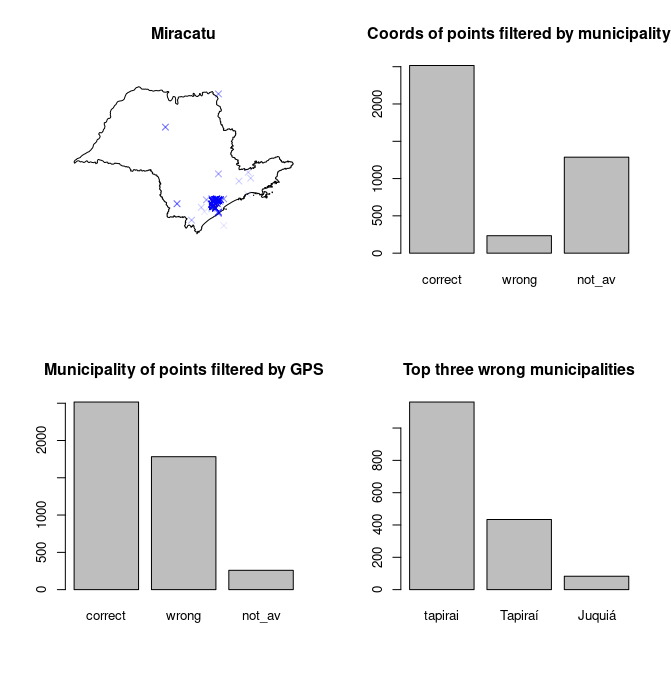 Miracatu
Coords of points filtered by municipality
2000
1000
500
0
correct wrong not_av
Municipality of points filtered by GPS
2000
1000
500
0
correct wrong not_av
Top three wrong municipalities
800
600
400
200
0
tapirai Tapiraí Juquiá